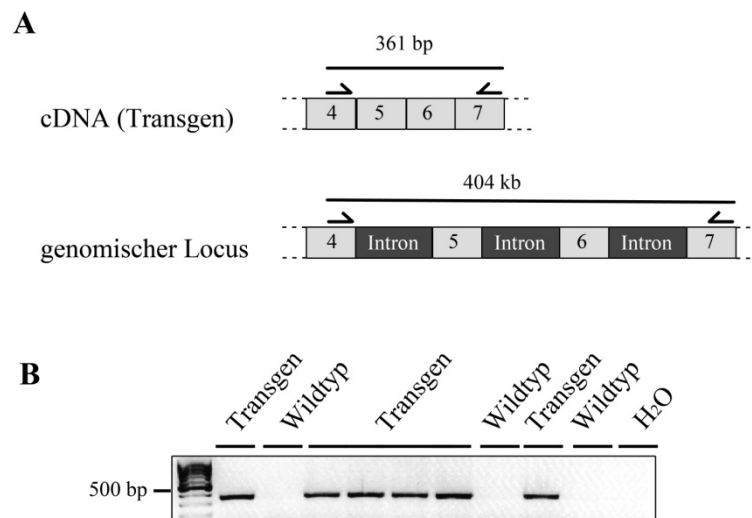 A
361 bp
cDNA (Transgen)
4 5 6 7
404 kb
genomischer Locus
4 Intron 5 Intron 6 Intron 7
B
Transgen Wildtyp Transgen Wildtyp Transgen Wildtyp H₂O
500 bp